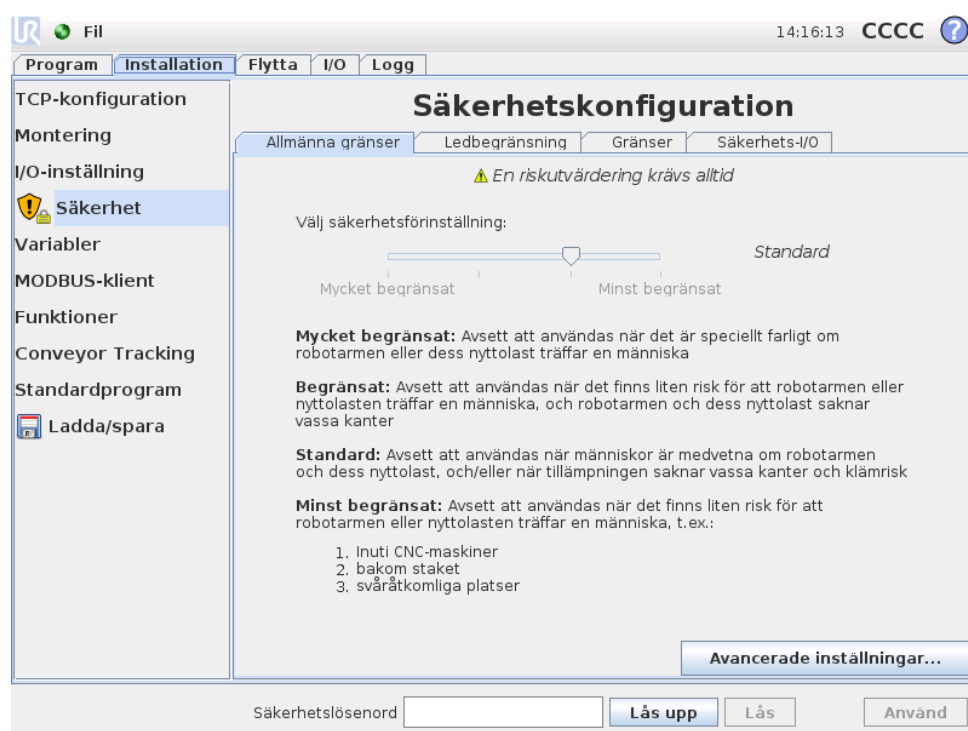 UR Fil 14:16:13 CCCC ?
Program Installation Flytta I/O Logg
TCP-konfiguration
Montering
I/O-inställning
Säkerhet
Variabler
MODBUS-klient
Funktioner
Conveyor Tracking
Standardprogram
Ladda/spara
Säkerhetskonfiguration
Allmänna gränser Ledbegränsning Gränser Säkerhets-I/O
En riskutvärdering krävs alltid
Välj säkerhetsförinställning:
Standard
Mycket begränsat Minst begränsat
Mycket begränsat: Avsett att användas när det är speciellt farligt om
robotarmen eller dess nyttolast träffar en människa
Begränsat: Avsett att användas när det finns liten risk för att robotarmen eller
nyttolasten träffar en människa, och robotarmen och dess nyttolast saknar
vassa kanter
Standard: Avsett att användas när människor är medvetna om robotarmen
och dess nyttolast, och/eller när tillämpningen saknar vassa kanter och klämrisk
Minst begränsat: Avsett att användas när det finns liten risk för att
robotarmen eller nyttolasten träffar en människa, t.ex.:
1. Inuti CNC-maskiner
2. bakom staket
3. svåråtkomliga platser
Avancerade inställningar...
Säkerhetslösenord Lås upp Lås Använd